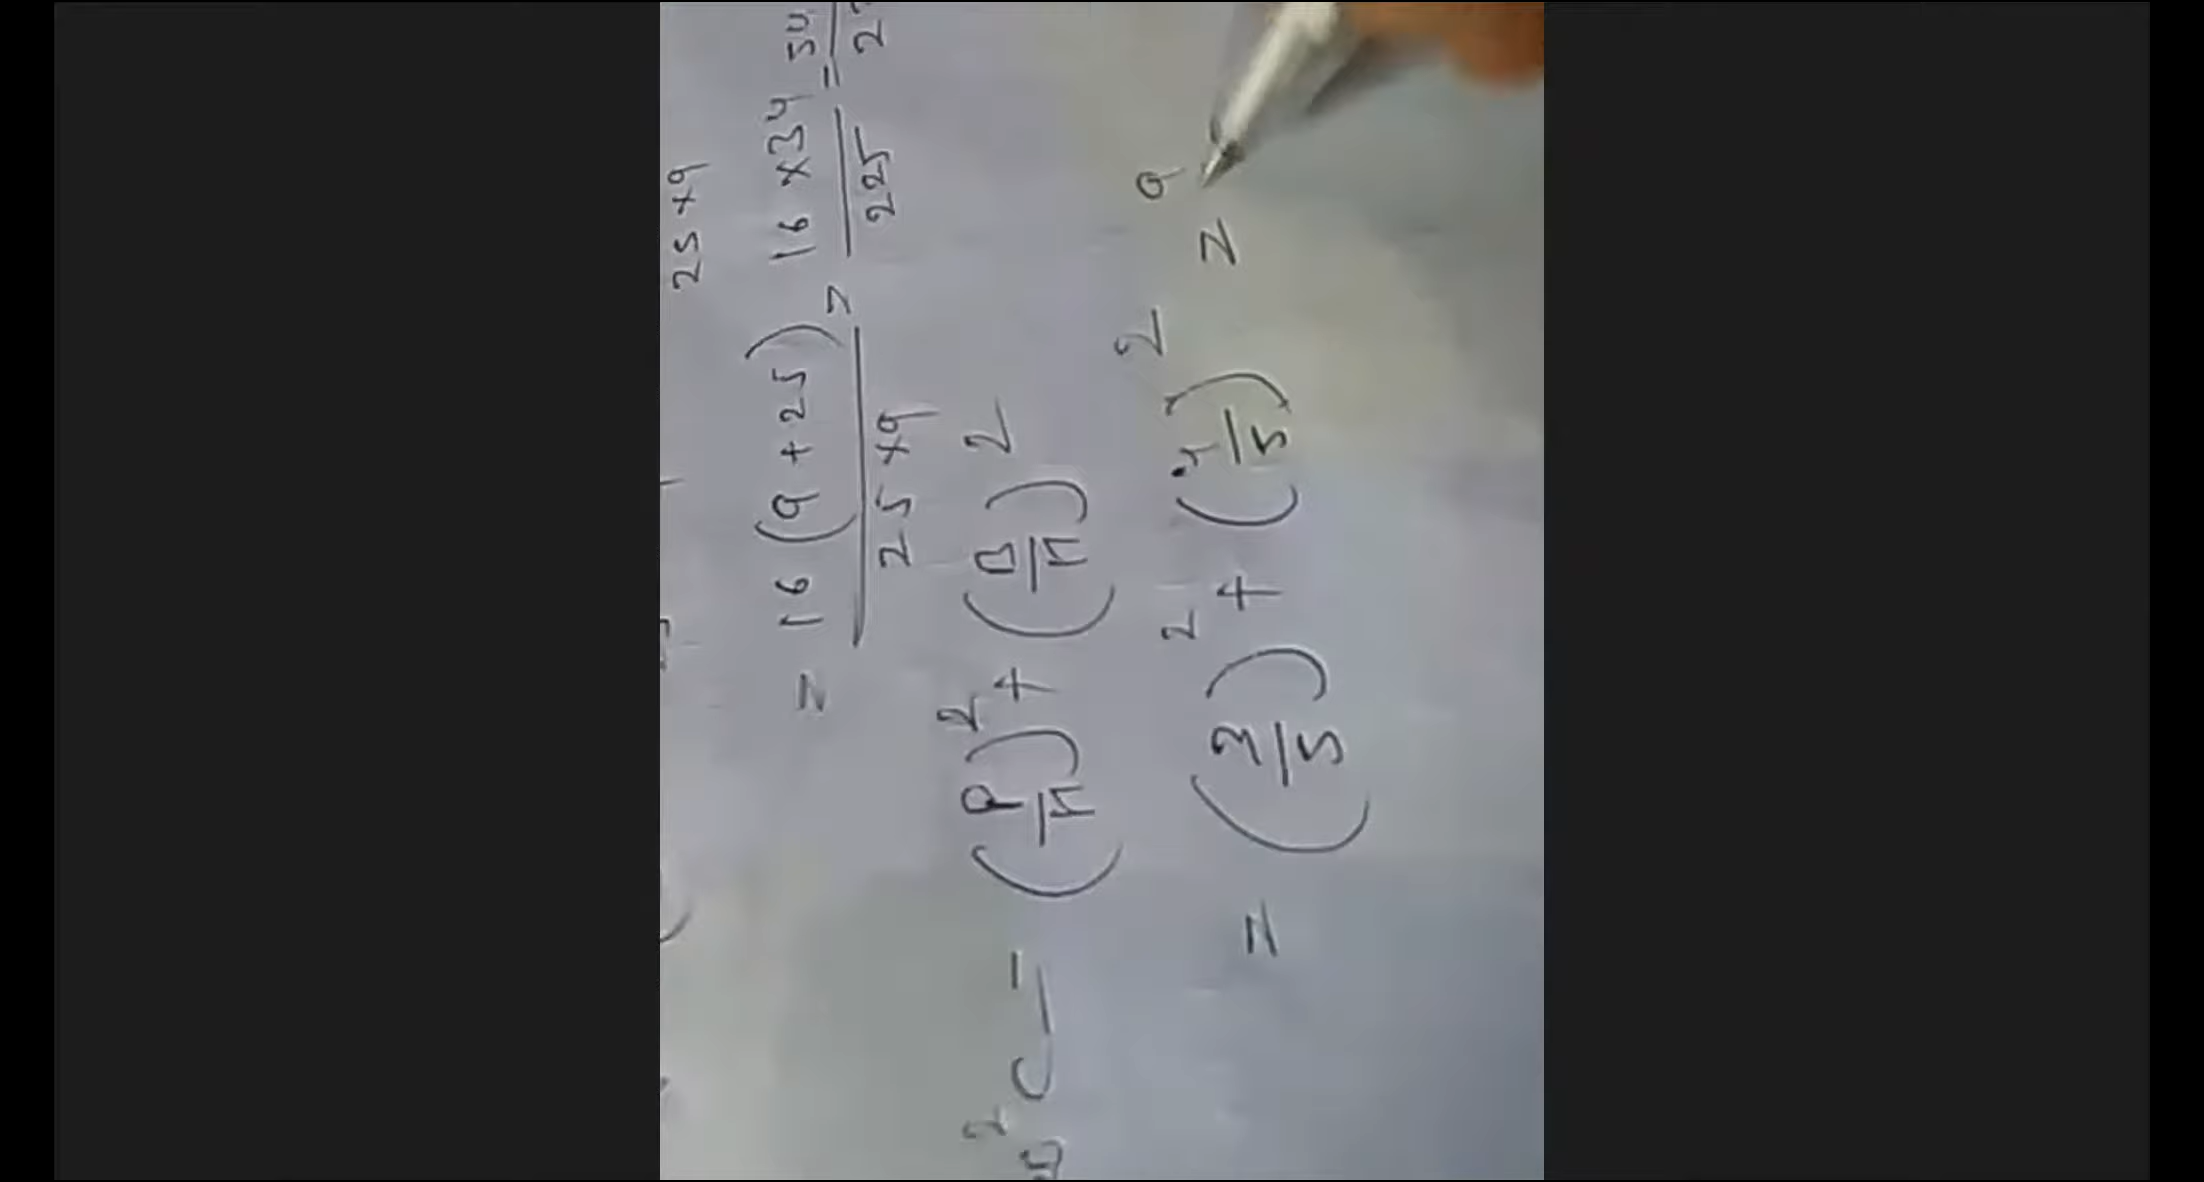 25 × 9
= 16 (9 + 25) / 25 × 9 = 16 × 34 / 225 =
² C - (P/H)² + (B/H)²
= (3/5)² + (4/5)² = 9